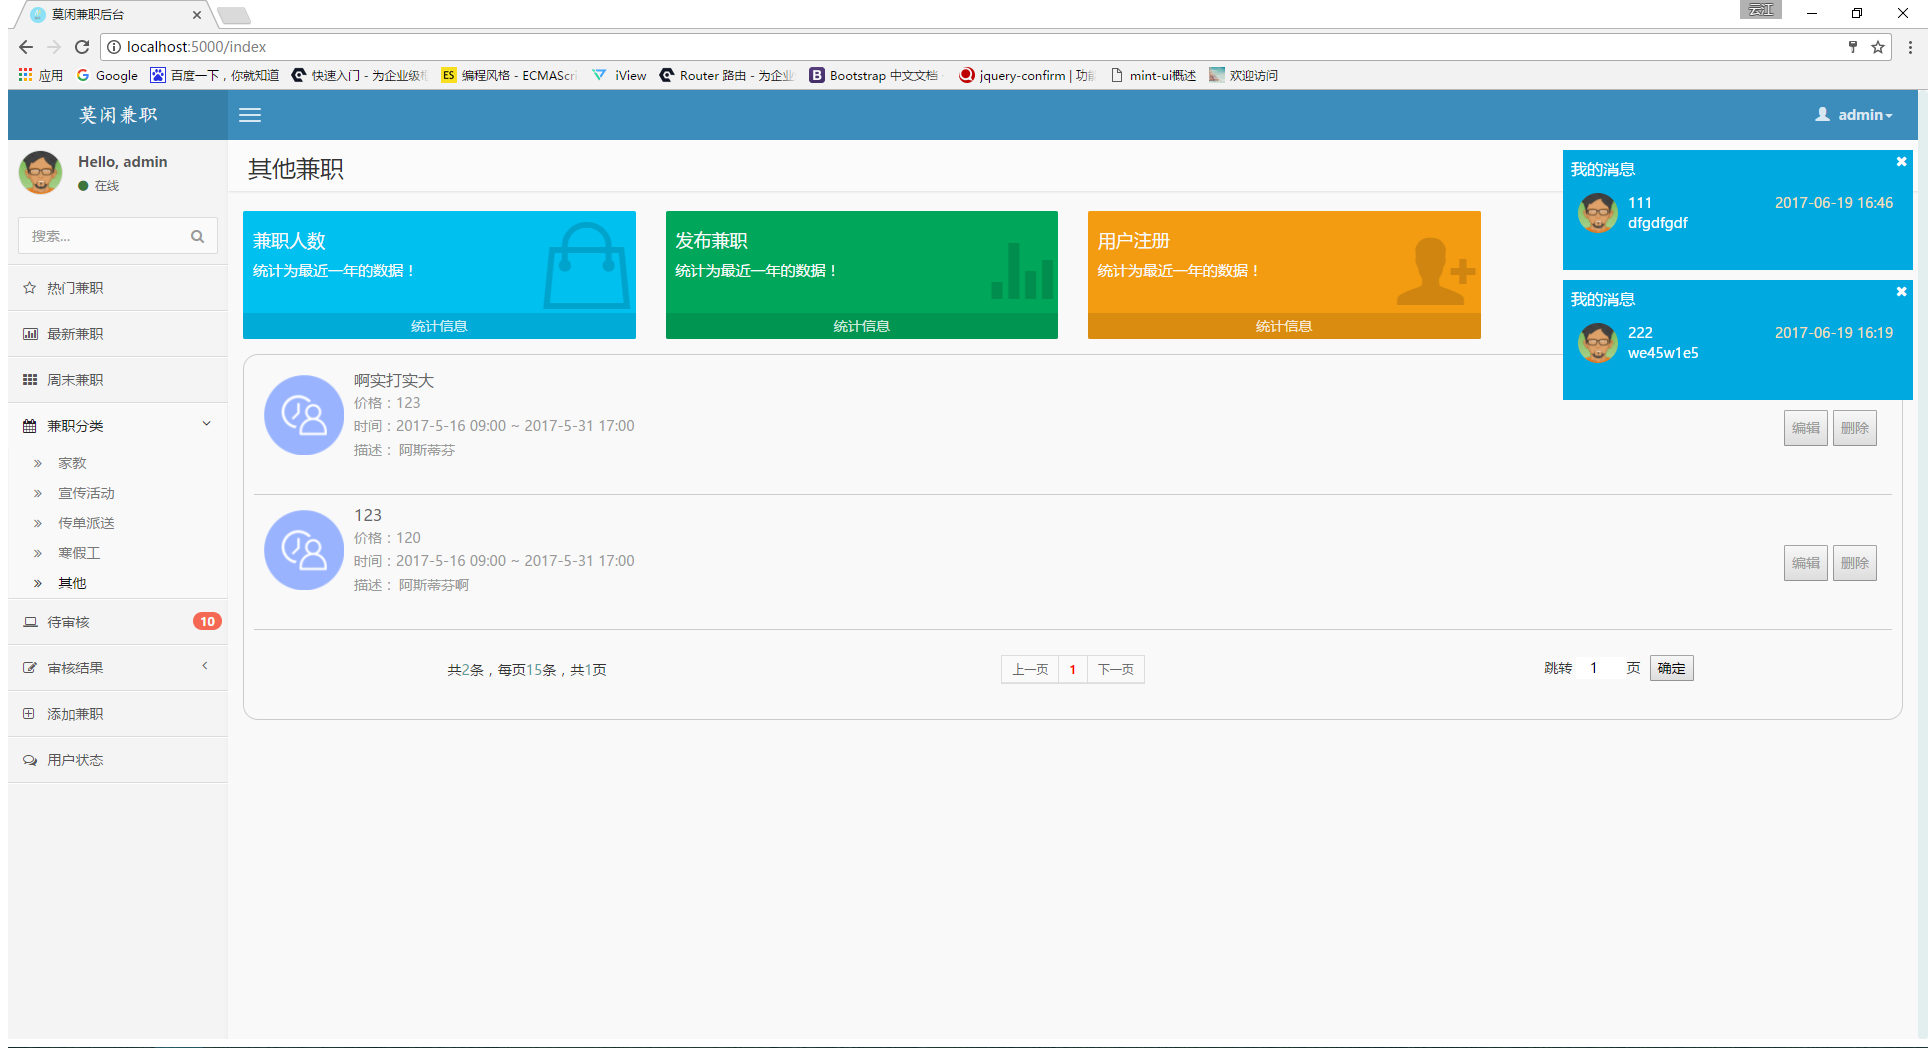 莫闲兼职后台
云江
localhost:5000/index
应用
Google
百度一下，你就知道
快速入门 - 为企业级框
ES 编程风格 - ECMAScri
iView
Router 路由 - 为企业
B Bootstrap 中文文档
jquery-confirm | 功能
mint-ui概述
欢迎访问
莫闲兼职
admin
Hello, admin
在线
搜索...
热门兼职
最新兼职
周末兼职
兼职分类
家教
宣传活动
传单派送
寒假工
其他
待审核 10
审核结果
添加兼职
用户状态
其他兼职
兼职人数
统计为最近一年的数据！
统计信息
发布兼职
统计为最近一年的数据！
统计信息
用户注册
统计为最近一年的数据！
统计信息
我的消息
111 2017-06-19 16:46
dfgdfgdf
我的消息
222 2017-06-19 16:19
we45w1e5
啊实打实大
价格：123
时间：2017-5-16 09:00 ~ 2017-5-31 17:00
描述： 阿斯蒂芬
编辑 删除
123
价格：120
时间：2017-5-16 09:00 ~ 2017-5-31 17:00
描述： 阿斯蒂芬啊
编辑 删除
共2条，每页15条，共1页
上一页 1 下一页
跳转 1 页 确定